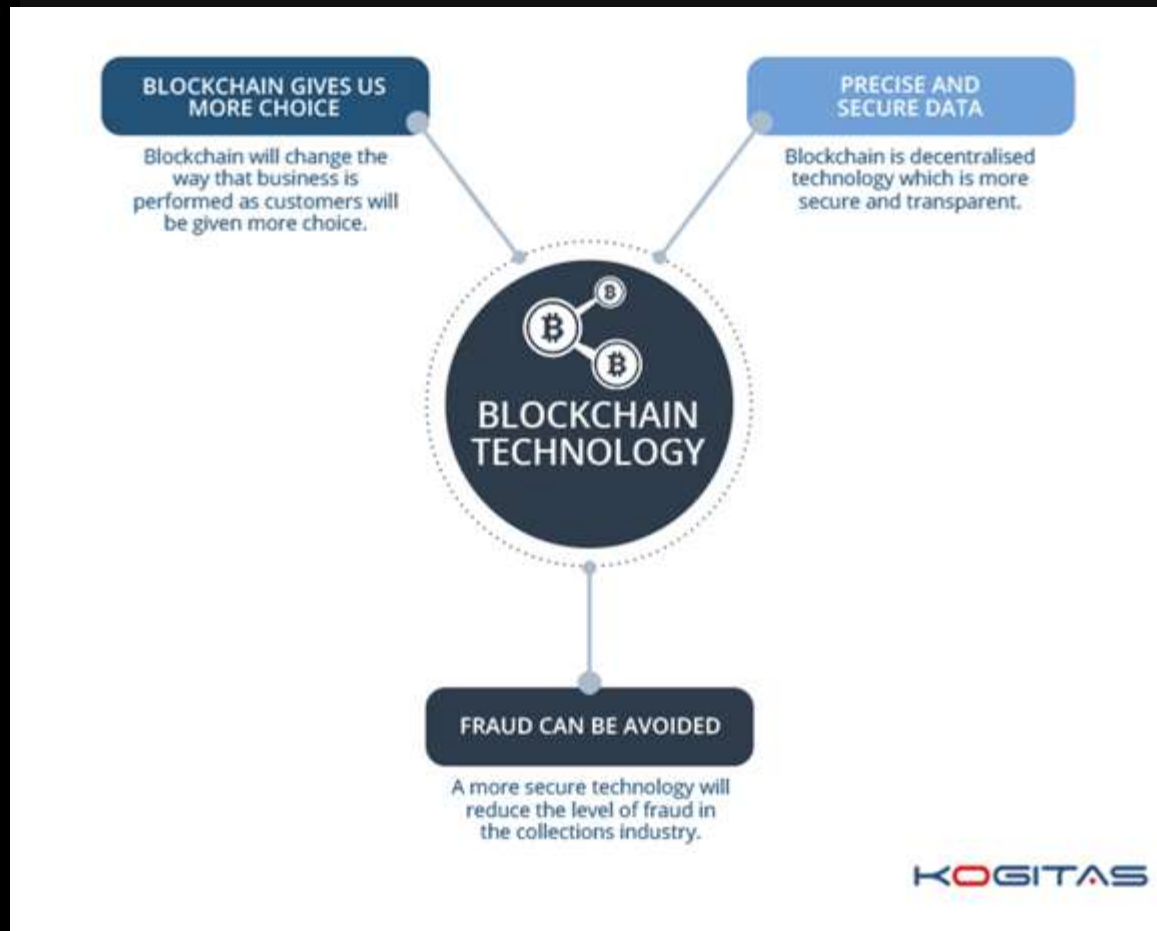 BLOCKCHAIN GIVES US
MORE CHOICE
Blockchain will change the
way that business is
performed as customers will
be given more choice.
PRECISE AND
SECURE DATA
Blockchain is decentralised
technology which is more
secure and transparent.
BLOCKCHAIN
TECHNOLOGY
FRAUD CAN BE AVOIDED
A more secure technology will
reduce the level of fraud in
the collections industry.
KOGITAS